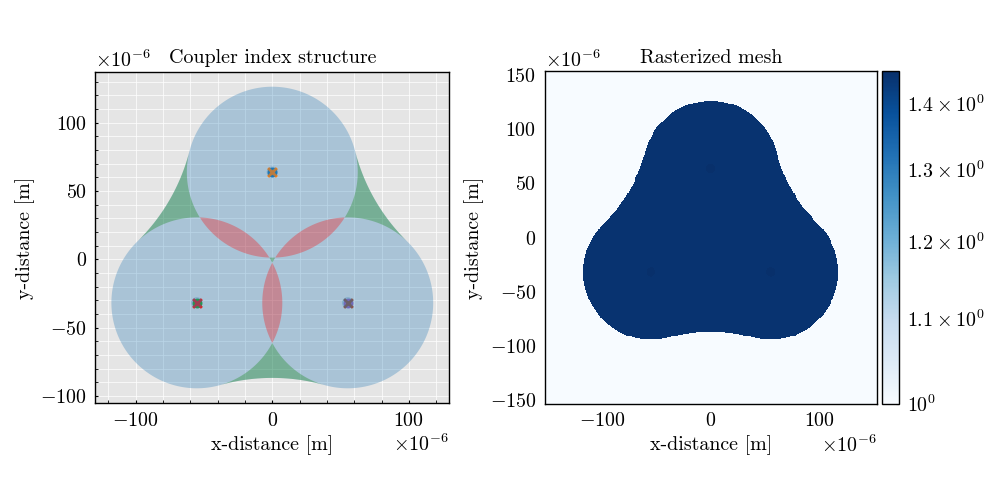 ×10⁻⁶ Coupler index structure
100
50
0
−50
−100
y-distance [m]
−100 0 100
×10⁻⁶
x-distance [m]
×10⁻⁶ Rasterized mesh
150
100
50
0
−50
−100
−150
y-distance [m]
−100 0 100
x-distance [m] ×10⁻⁶
1.4 × 10⁰
1.3 × 10⁰
1.2 × 10⁰
1.1 × 10⁰
10⁰